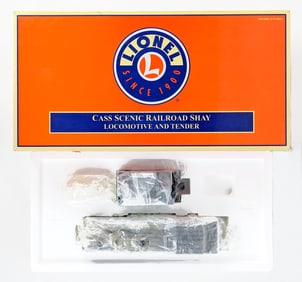 LIONEL
L
SINCE 1900
CASS SCENIC RAILROAD SHAY
LOCOMOTIVE AND TENDER